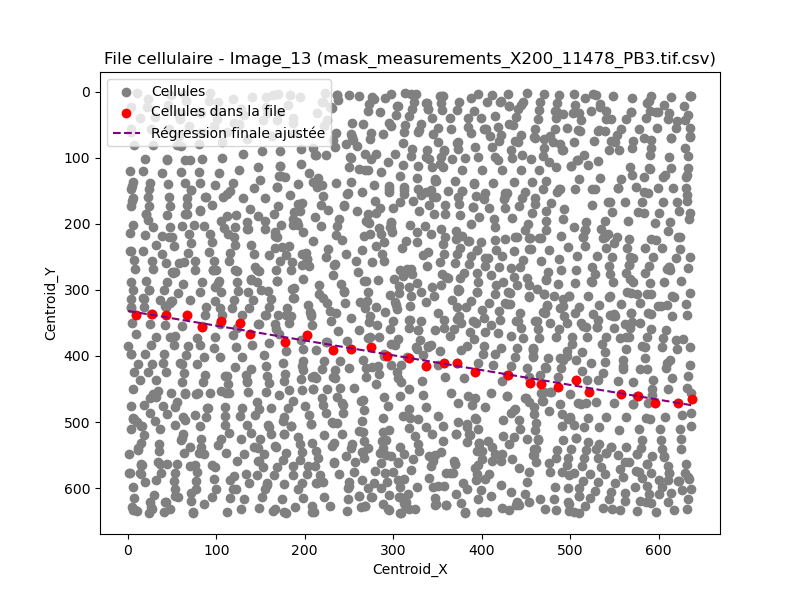 File cellulaire - Image_13 (mask_measurements_X200_11478_PB3.tif.csv)
Cellules
Cellules dans la file
Régression finale ajustée
Centroid_Y
0
100
200
300
400
500
600
0 100 200 300 400 500 600
Centroid_X